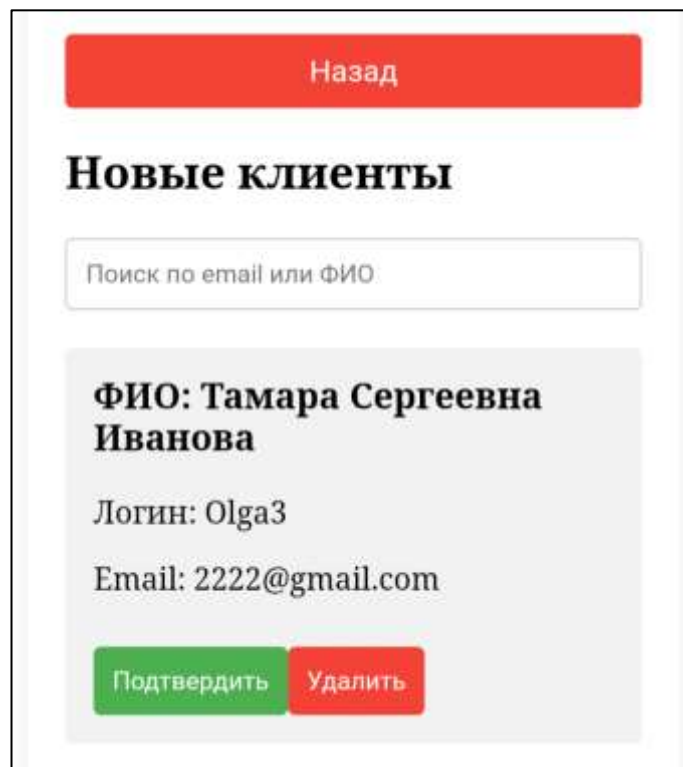 Назад
Новые клиенты
Поиск по email или ФИО
ФИО: Тамара Сергеевна
Иванова
Логин: Olga3
Email: 2222@gmail.com
Подтвердить Удалить